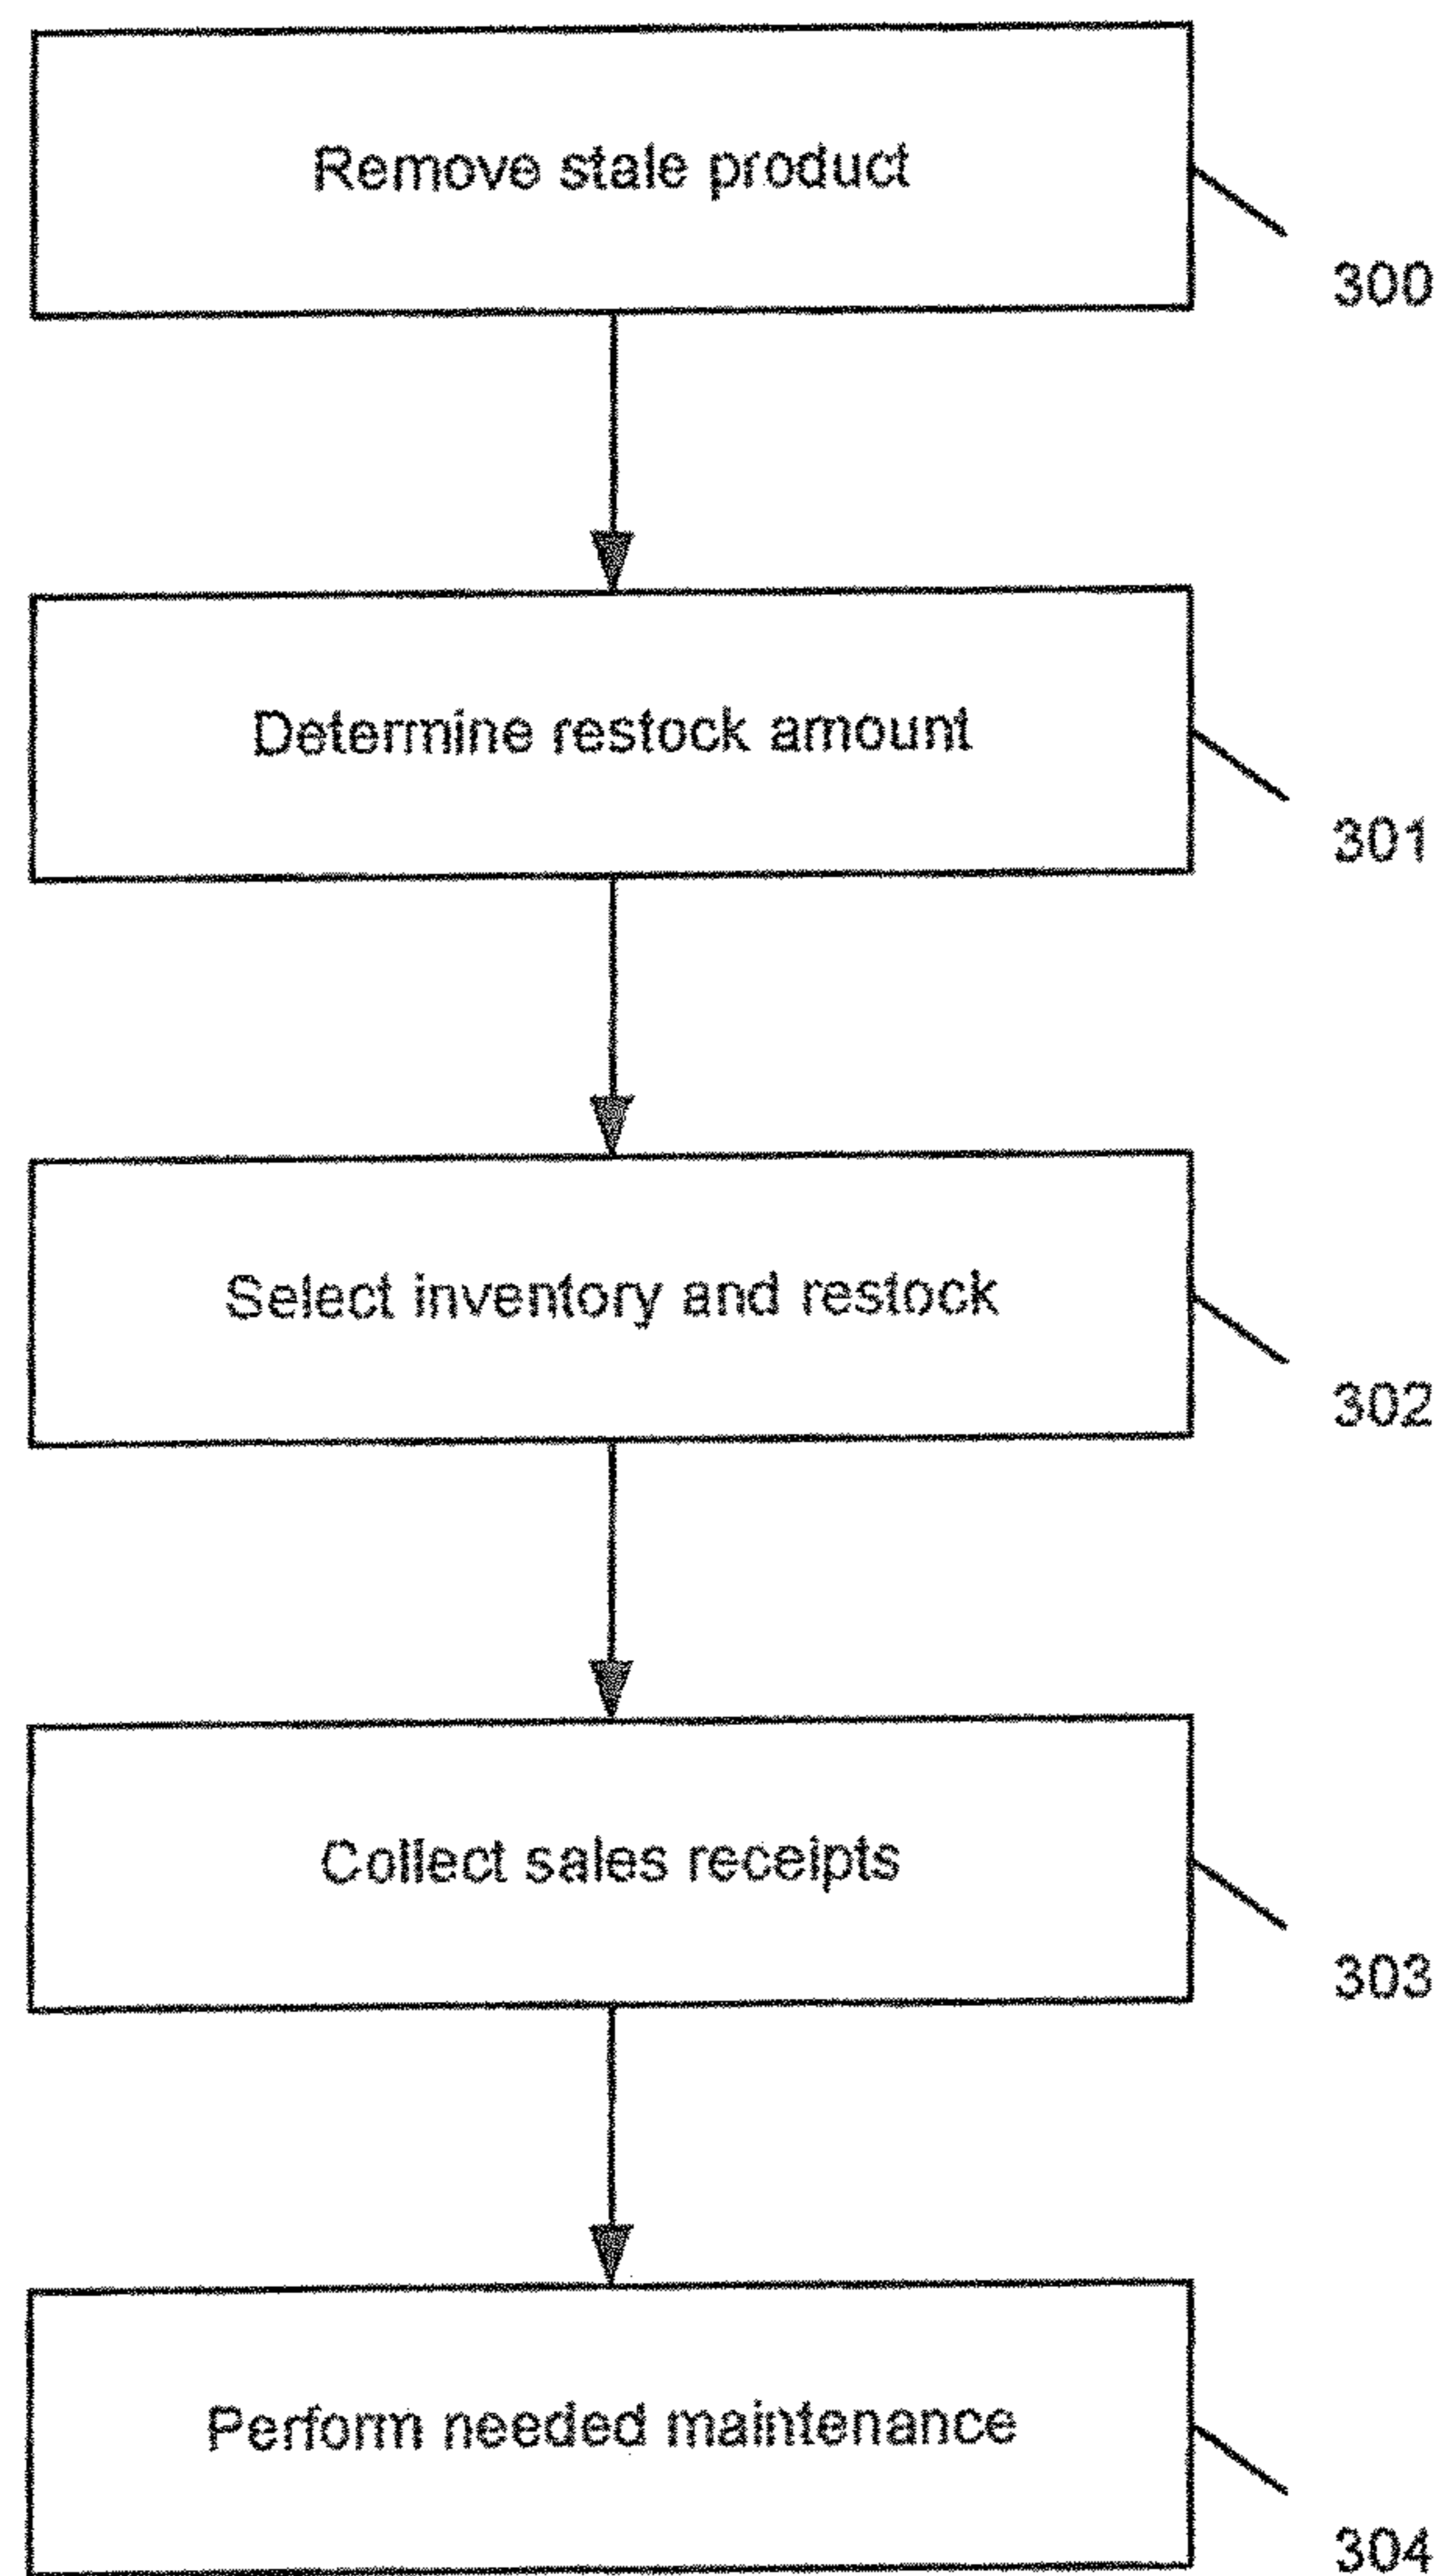 Remove stale product
300
Determine restock amount
301
Select inventory and restock
302
Collect sales receipts
303
Perform needed maintenance
304